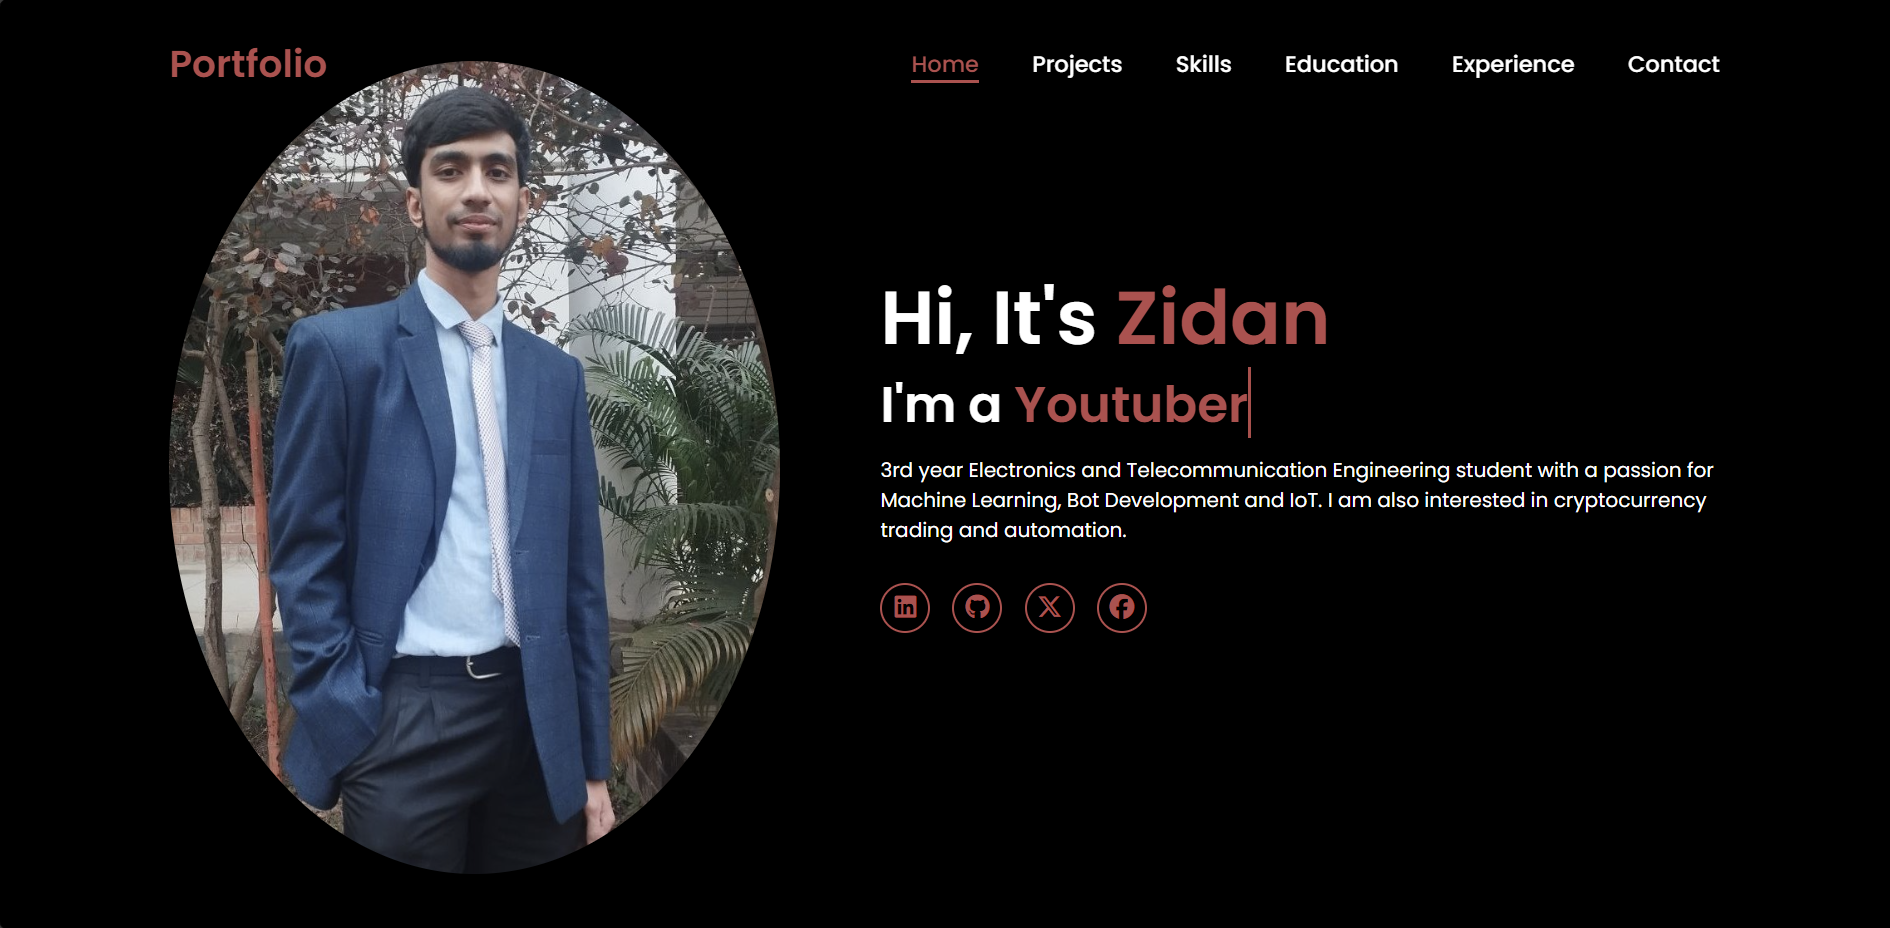 Portfolio
Home Projects Skills Education Experience Contact
Hi, It's Zidan
I'm a Youtuber
3rd year Electronics and Telecommunication Engineering student with a passion for
Machine Learning, Bot Development and IoT. I am also interested in cryptocurrency
trading and automation.